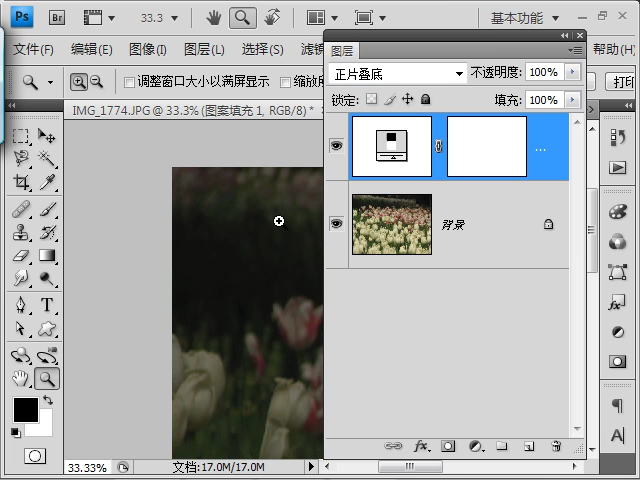 Ps Br 33.3 基本功能
文件(F) 编辑(E) 图像(I) 图层(L) 选择(S) 滤镜 帮助(H)
图层
正片叠底 不透明度: 100%
调整窗口大小以满屏显示 缩放所 打印
锁定: 填充: 100%
IMG_1774.JPG @ 33.3% (图案填充 1, RGB/8) *
...
背景
T
A
33.33% 文档:17.0M/17.0M
fx